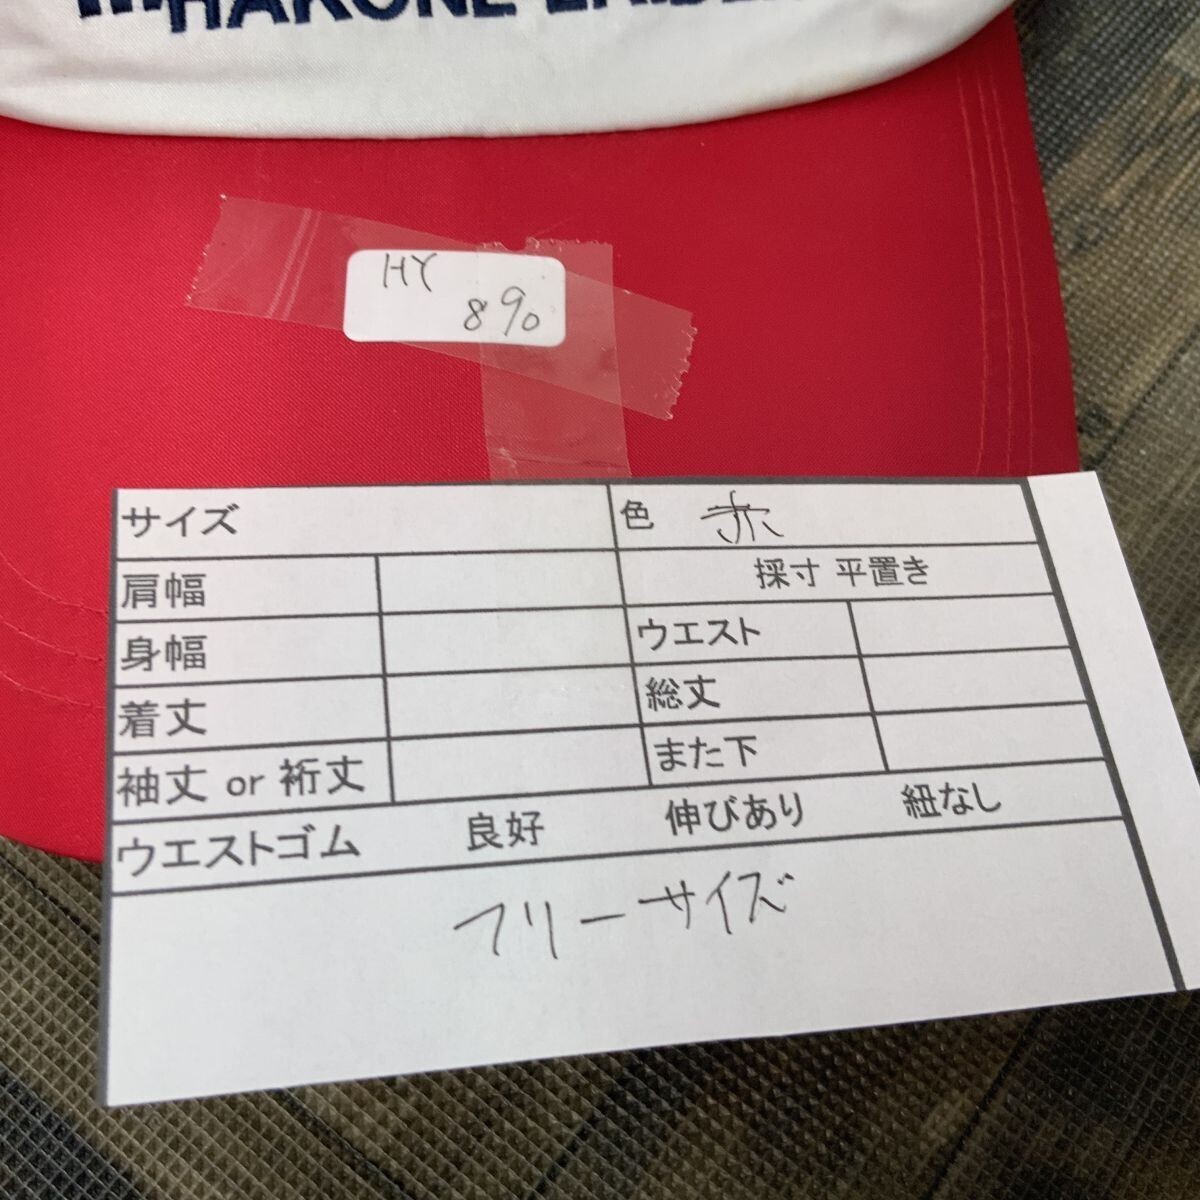 HAKONE
HY
8%
サイズ
色 赤
肩幅
採寸 平置き
身幅
ウエスト
着丈
総丈
袖丈 or 裄丈
また下
ウエストゴム 良好 伸びあり 紐なし
フリーサイズ